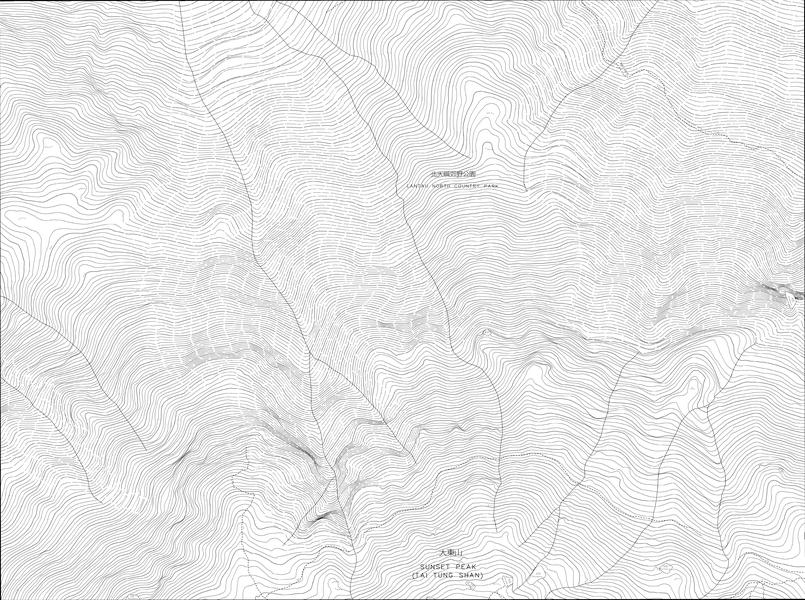 北大嶼郊野公園
LANTAU NORTH COUNTRY PARK
大東山
SUNSET PEAK
(TAI TUNG SHAN)